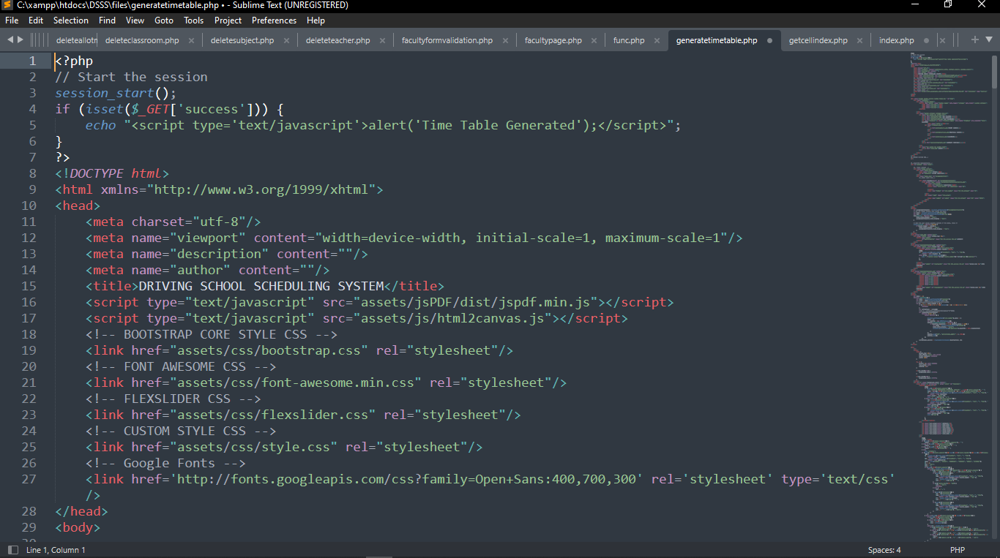 C:\xampp\htdocs\DSSS\files\generatetimetable.php • - Sublime Text (UNREGISTERED)
File Edit Selection Find View Goto Tools Project Preferences Help
deleteallotn deleteclassroom.php deletesubject.php deleteteacher.php facultyformvalidation.php facultypage.php func.php generatetimetable.php getcellindex.php index.php
1 <?php
2 // Start the session
3 session_start();
4 if (isset($_GET['success'])) {
5     echo "<script type='text/javascript'>alert('Time Table Generated');</script>";
6 }
7 ?>
8 <!DOCTYPE html>
9 <html xmlns="http://www.w3.org/1999/xhtml">
10 <head>
11     <meta charset="utf-8"/>
12     <meta name="viewport" content="width=device-width, initial-scale=1, maximum-scale=1"/>
13     <meta name="description" content=""/>
14     <meta name="author" content=""/>
15     <title>DRIVING SCHOOL SCHEDULING SYSTEM</title>
16     <script type="text/javascript" src="assets/jsPDF/dist/jspdf.min.js"></script>
17     <script type="text/javascript" src="assets/js/html2canvas.js"></script>
18     <!-- BOOTSTRAP CORE STYLE CSS -->
19     <link href="assets/css/bootstrap.css" rel="stylesheet"/>
20     <!-- FONT AWESOME CSS -->
21     <link href="assets/css/font-awesome.min.css" rel="stylesheet"/>
22     <!-- FLEXSLIDER CSS -->
23     <link href="assets/css/flexslider.css" rel="stylesheet"/>
24     <!-- CUSTOM STYLE CSS -->
25     <link href="assets/css/style.css" rel="stylesheet"/>
26     <!-- Google Fonts -->
27     <link href='http://fonts.googleapis.com/css?family=Open+Sans:400,700,300' rel='stylesheet' type='text/css'
    />
28 </head>
29 <body>
Line 1, Column 1 Spaces: 4 PHP